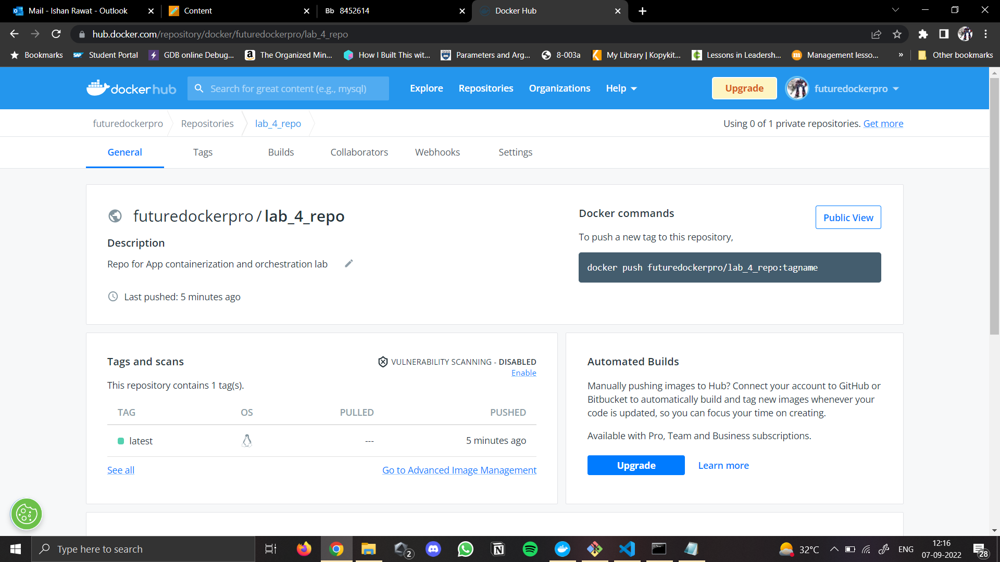 Mail - Ishan Rawat - Outlook
Content
Bb 8452614
Docker Hub
hub.docker.com/repository/docker/futuredockerpro/lab_4_repo
Bookmarks
SAP Student Portal
GDB online Debug...
a The Organized Min...
How I Built This wit...
Parameters and Arg...
8-003a
My Library | Kopykit...
Lessons in Leadersh...
m Management lesso...
»
Other bookmarks
dockerhub
Search for great content (e.g., mysql)
Explore
Repositories
Organizations
Help
Upgrade
futuredockerpro
futuredockerpro
Repositories
lab_4_repo
Using 0 of 1 private repositories. Get more
General
Tags
Builds
Collaborators
Webhooks
Settings
futuredockerpro / lab_4_repo
Description
Repo for App containerization and orchestration lab
Last pushed: 5 minutes ago
Docker commands
Public View
To push a new tag to this repository,
docker push futuredockerpro/lab_4_repo:tagname
Tags and scans
VULNERABILITY SCANNING - DISABLED
Enable
This repository contains 1 tag(s).
TAG OS PULLED PUSHED
latest --- 5 minutes ago
See all
Go to Advanced Image Management
Automated Builds
Manually pushing images to Hub? Connect your account to GitHub or
Bitbucket to automatically build and tag new images whenever your
code is updated, so you can focus your time on creating.
Available with Pro, Team and Business subscriptions.
Upgrade
Learn more
Type here to search
2
32°C
ENG
12:16
07-09-2022
28